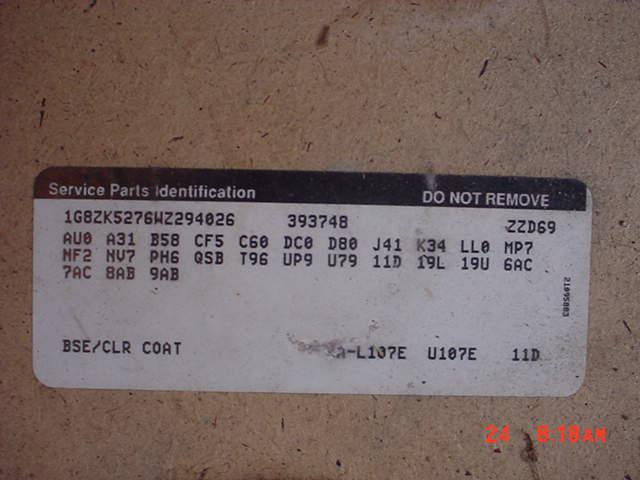 Service Parts Identification DO NOT REMOVE
1G8ZK5276WZ294026 393748 ZZD69
AU0 A31 B58 CF5 C60 DC0 D80 J41 K34 LL0 MP7
NF2 NV7 PH6 QSB T96 UP9 U79 11D 19L 19U 6AC
7AC 8AB 9AB
21095883
BSE/CLR COAT A-L107E U107E 11D
24 8:18AM